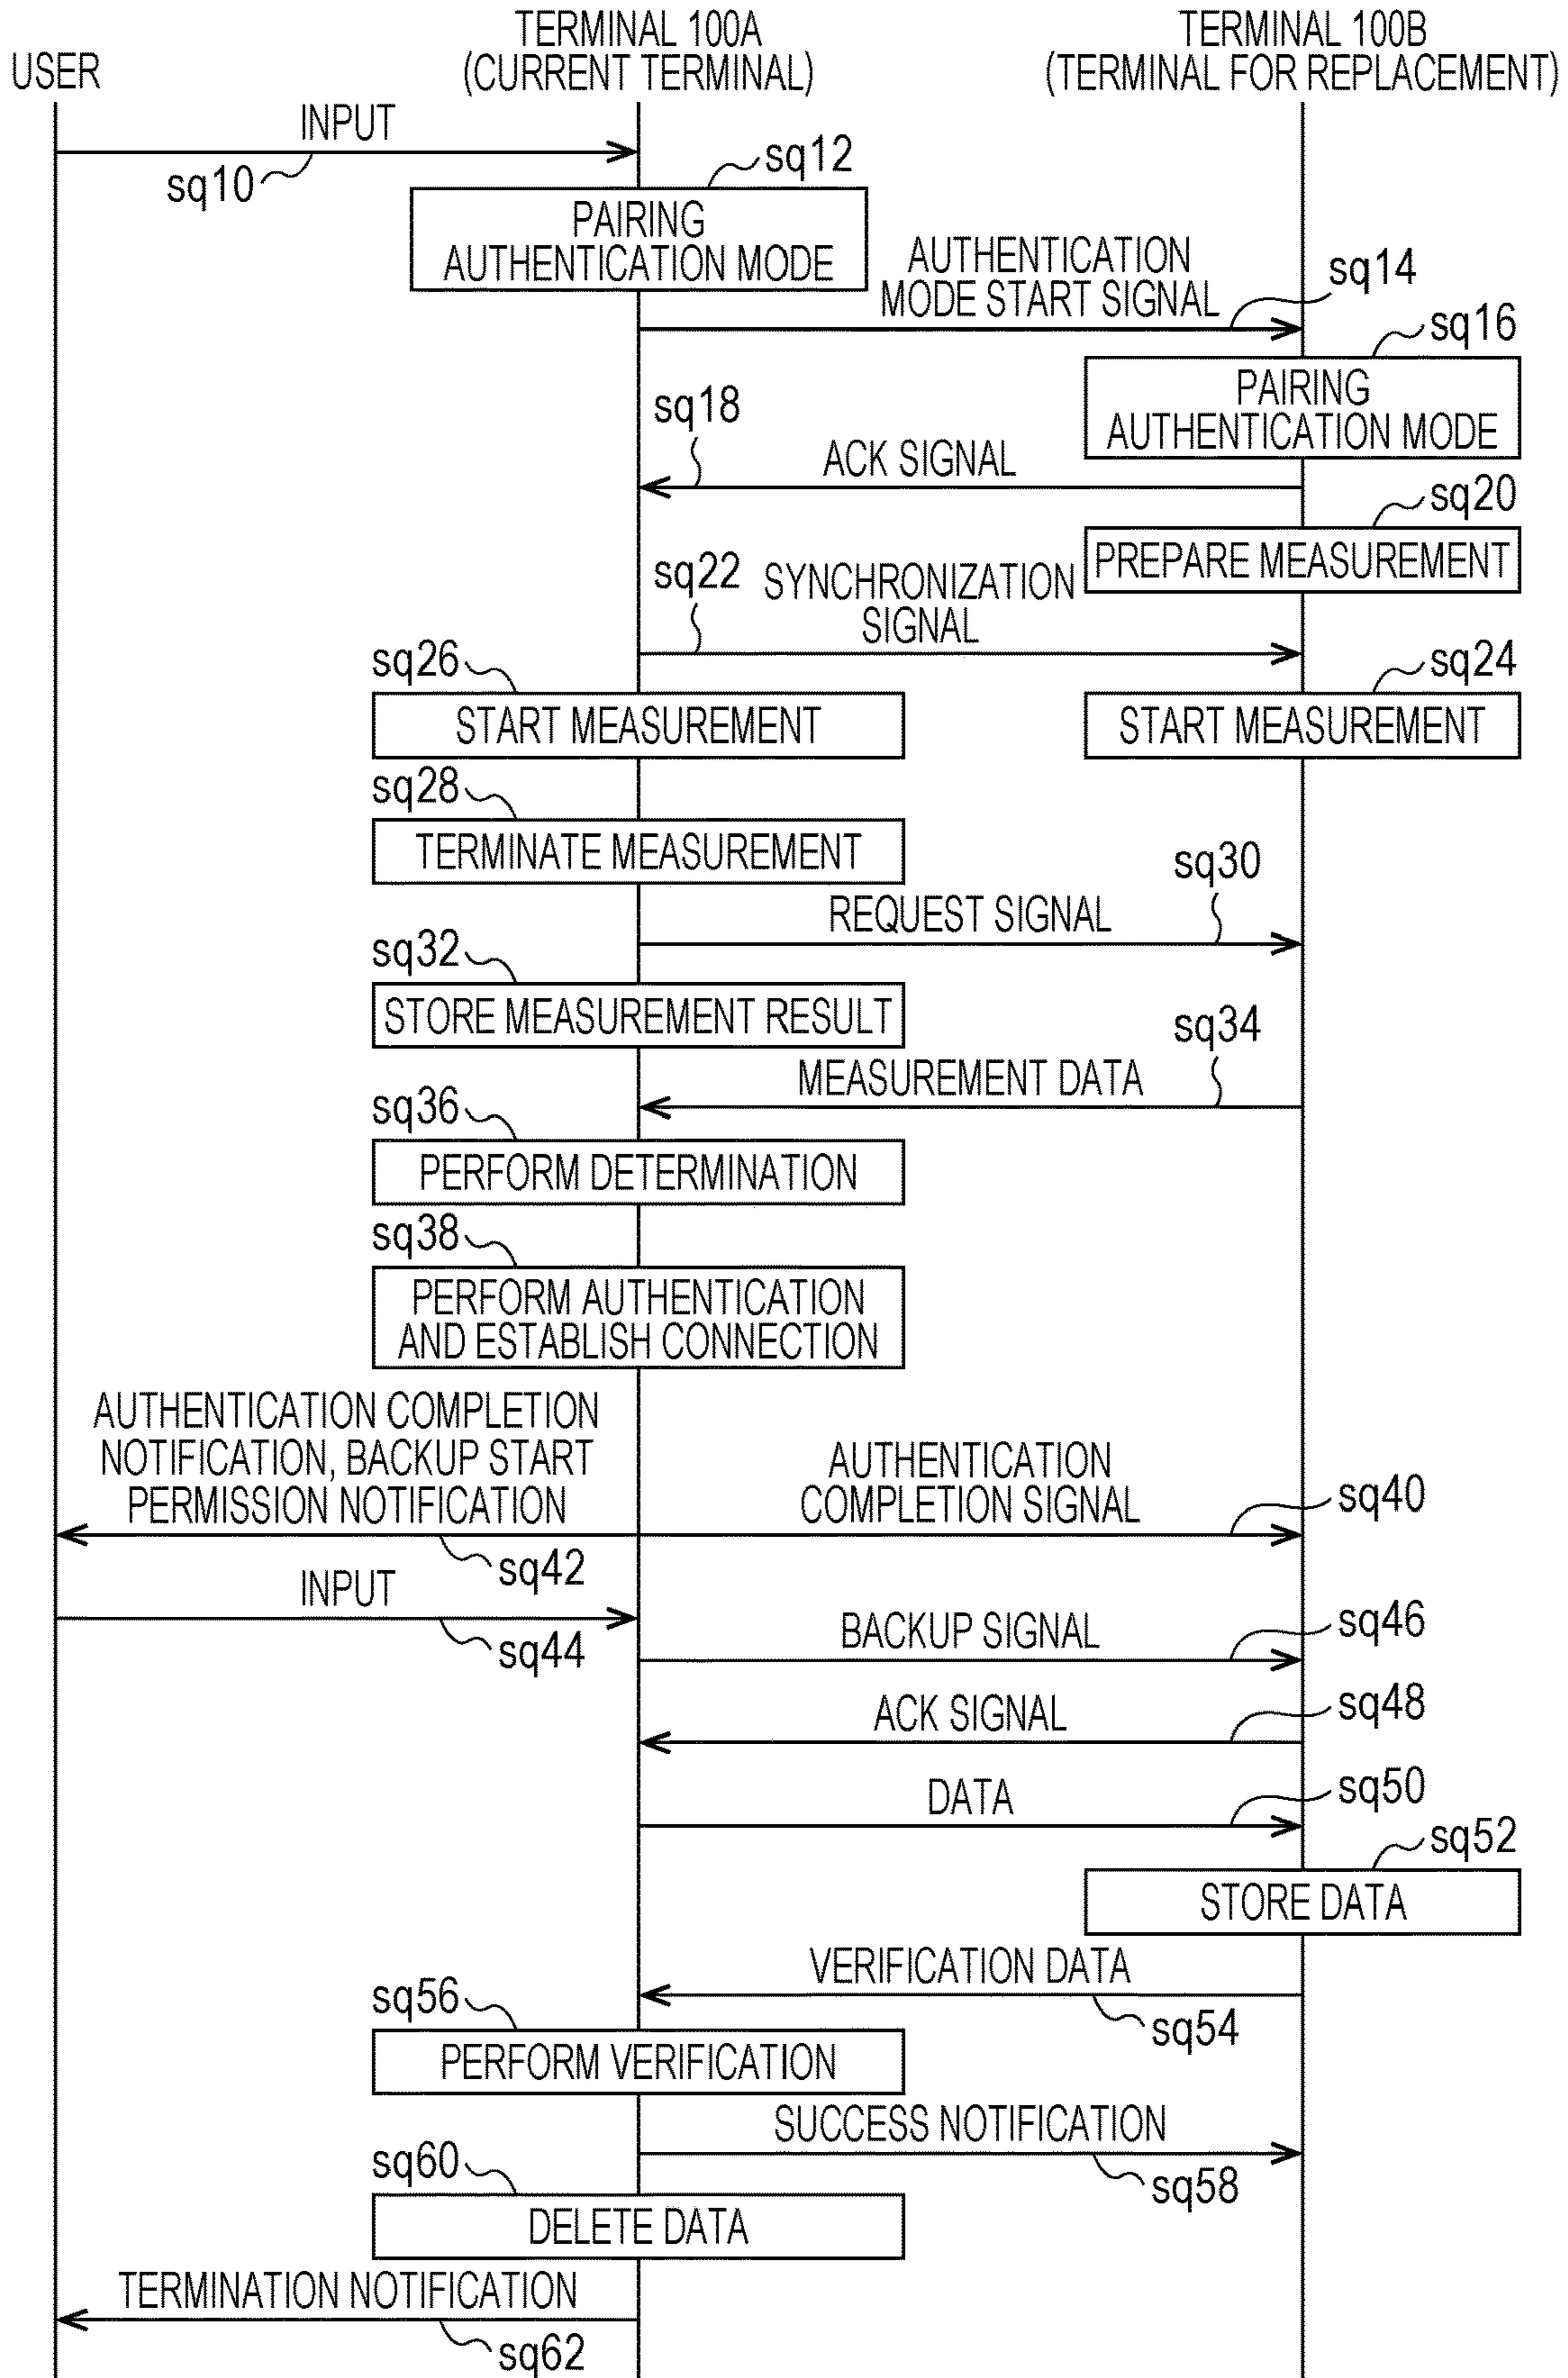 USER
TERMINAL 100A
(CURRENT TERMINAL)
TERMINAL 100B
(TERMINAL FOR REPLACEMENT)
INPUT
sq10
sq12
PAIRING
AUTHENTICATION MODE
AUTHENTICATION
MODE START SIGNAL
sq14
sq16
PAIRING
AUTHENTICATION MODE
sq18
ACK SIGNAL
sq20
PREPARE MEASUREMENT
sq22
SYNCHRONIZATION
SIGNAL
sq26
START MEASUREMENT
sq24
START MEASUREMENT
sq28
TERMINATE MEASUREMENT
sq30
REQUEST SIGNAL
sq32
STORE MEASUREMENT RESULT
sq34
MEASUREMENT DATA
sq36
PERFORM DETERMINATION
sq38
PERFORM AUTHENTICATION
AND ESTABLISH CONNECTION
AUTHENTICATION COMPLETION
NOTIFICATION, BACKUP START
PERMISSION NOTIFICATION
sq42
AUTHENTICATION
COMPLETION SIGNAL
sq40
INPUT
sq44
BACKUP SIGNAL
sq46
ACK SIGNAL
sq48
DATA
sq50
sq52
STORE DATA
VERIFICATION DATA
sq54
sq56
PERFORM VERIFICATION
SUCCESS NOTIFICATION
sq58
sq60
DELETE DATA
TERMINATION NOTIFICATION
sq62